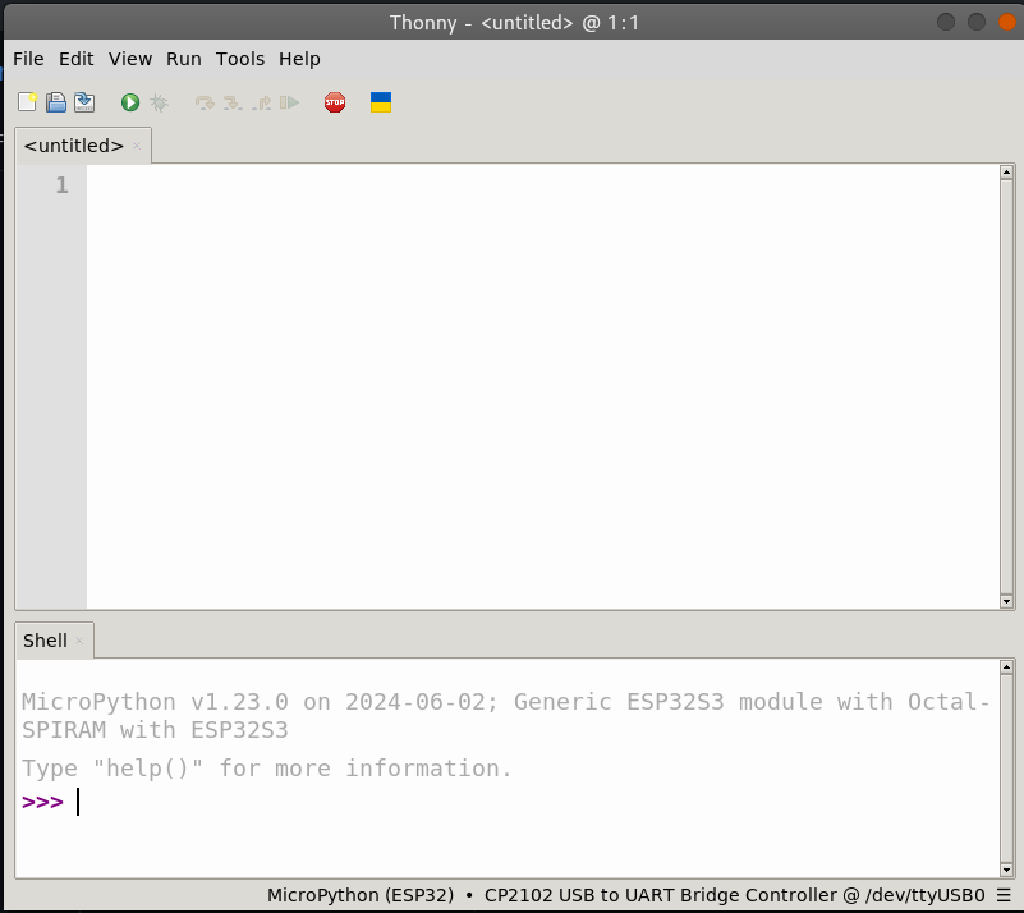 Thonny - <untitled> @ 1:1
File Edit View Run Tools Help
STOP
<untitled>
1
Shell
MicroPython v1.23.0 on 2024-06-02; Generic ESP32S3 module with Octal-
SPIRAM with ESP32S3
Type "help()" for more information.
>>>
MicroPython (ESP32) • CP2102 USB to UART Bridge Controller @ /dev/ttyUSB0 ☰